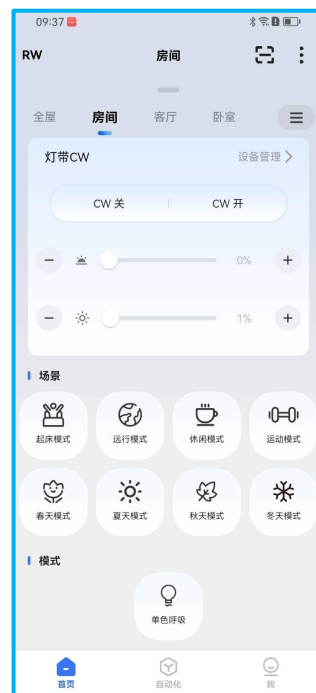 09:37
RW 房间
全屋 房间 客厅 卧室
灯带CW 设备管理
CW 关 CW 开
0%
1%
场景
起床模式 远行模式 休闲模式 运动模式
春天模式 夏天模式 秋天模式 冬天模式
模式
单色呼吸
首页 自动化 我